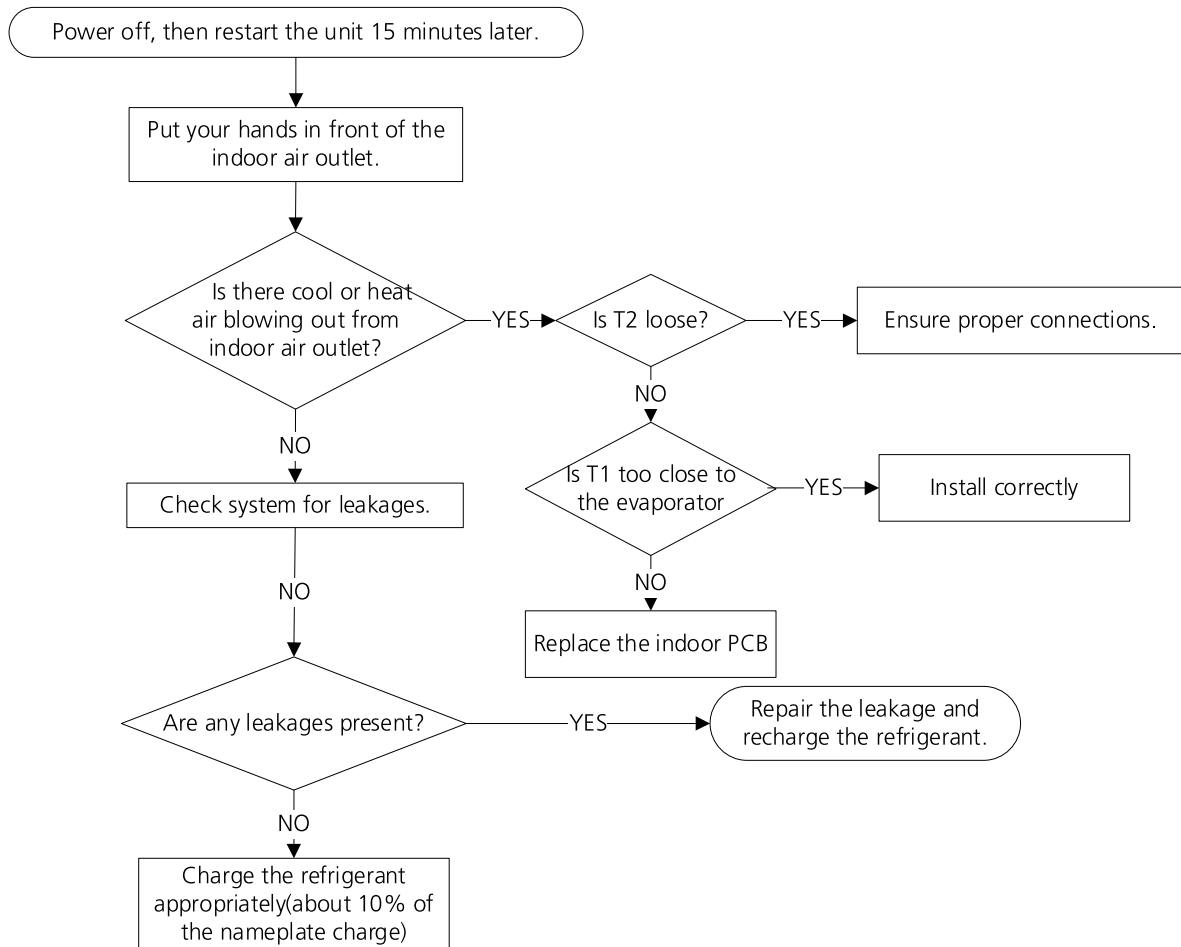 Power off, then restart the unit 15 minutes later.
Put your hands in front of the
indoor air outlet.
Is there cool or heat
air blowing out from
indoor air outlet?
YES
Is T2 loose?
YES
Ensure proper connections.
NO
NO
Is T1 too close to
the evaporator
YES
Install correctly
Check system for leakages.
NO
NO
Replace the indoor PCB
Are any leakages present?
YES
Repair the leakage and
recharge the refrigerant.
NO
Charge the refrigerant
appropriately(about 10% of
the nameplate charge)